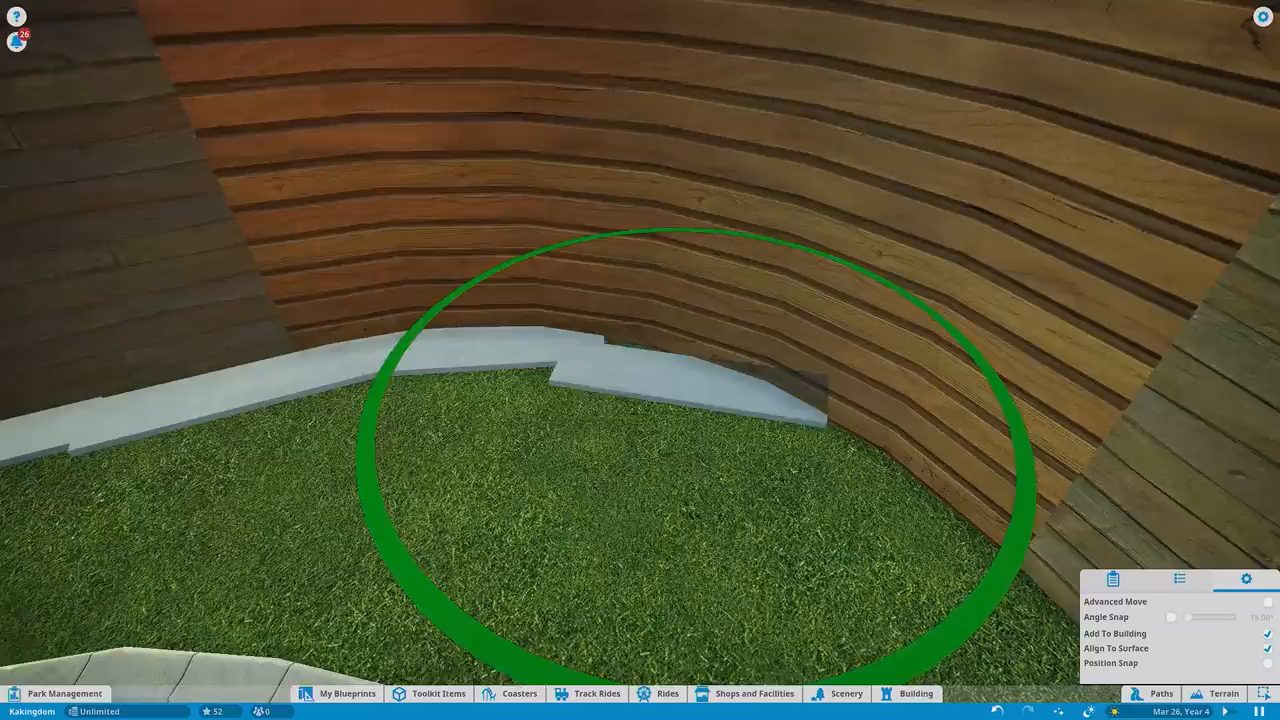 ?
26
Advanced Move
Angle Snap 15.00°
Add To Building
Align To Surface
Position Snap
Park Management My Blueprints Toolkit Items Coasters Track Rides Rides Shops and Facilities Scenery Building Paths Terrain
Kakingdom Unlimited 52 0 Mar 26, Year 4